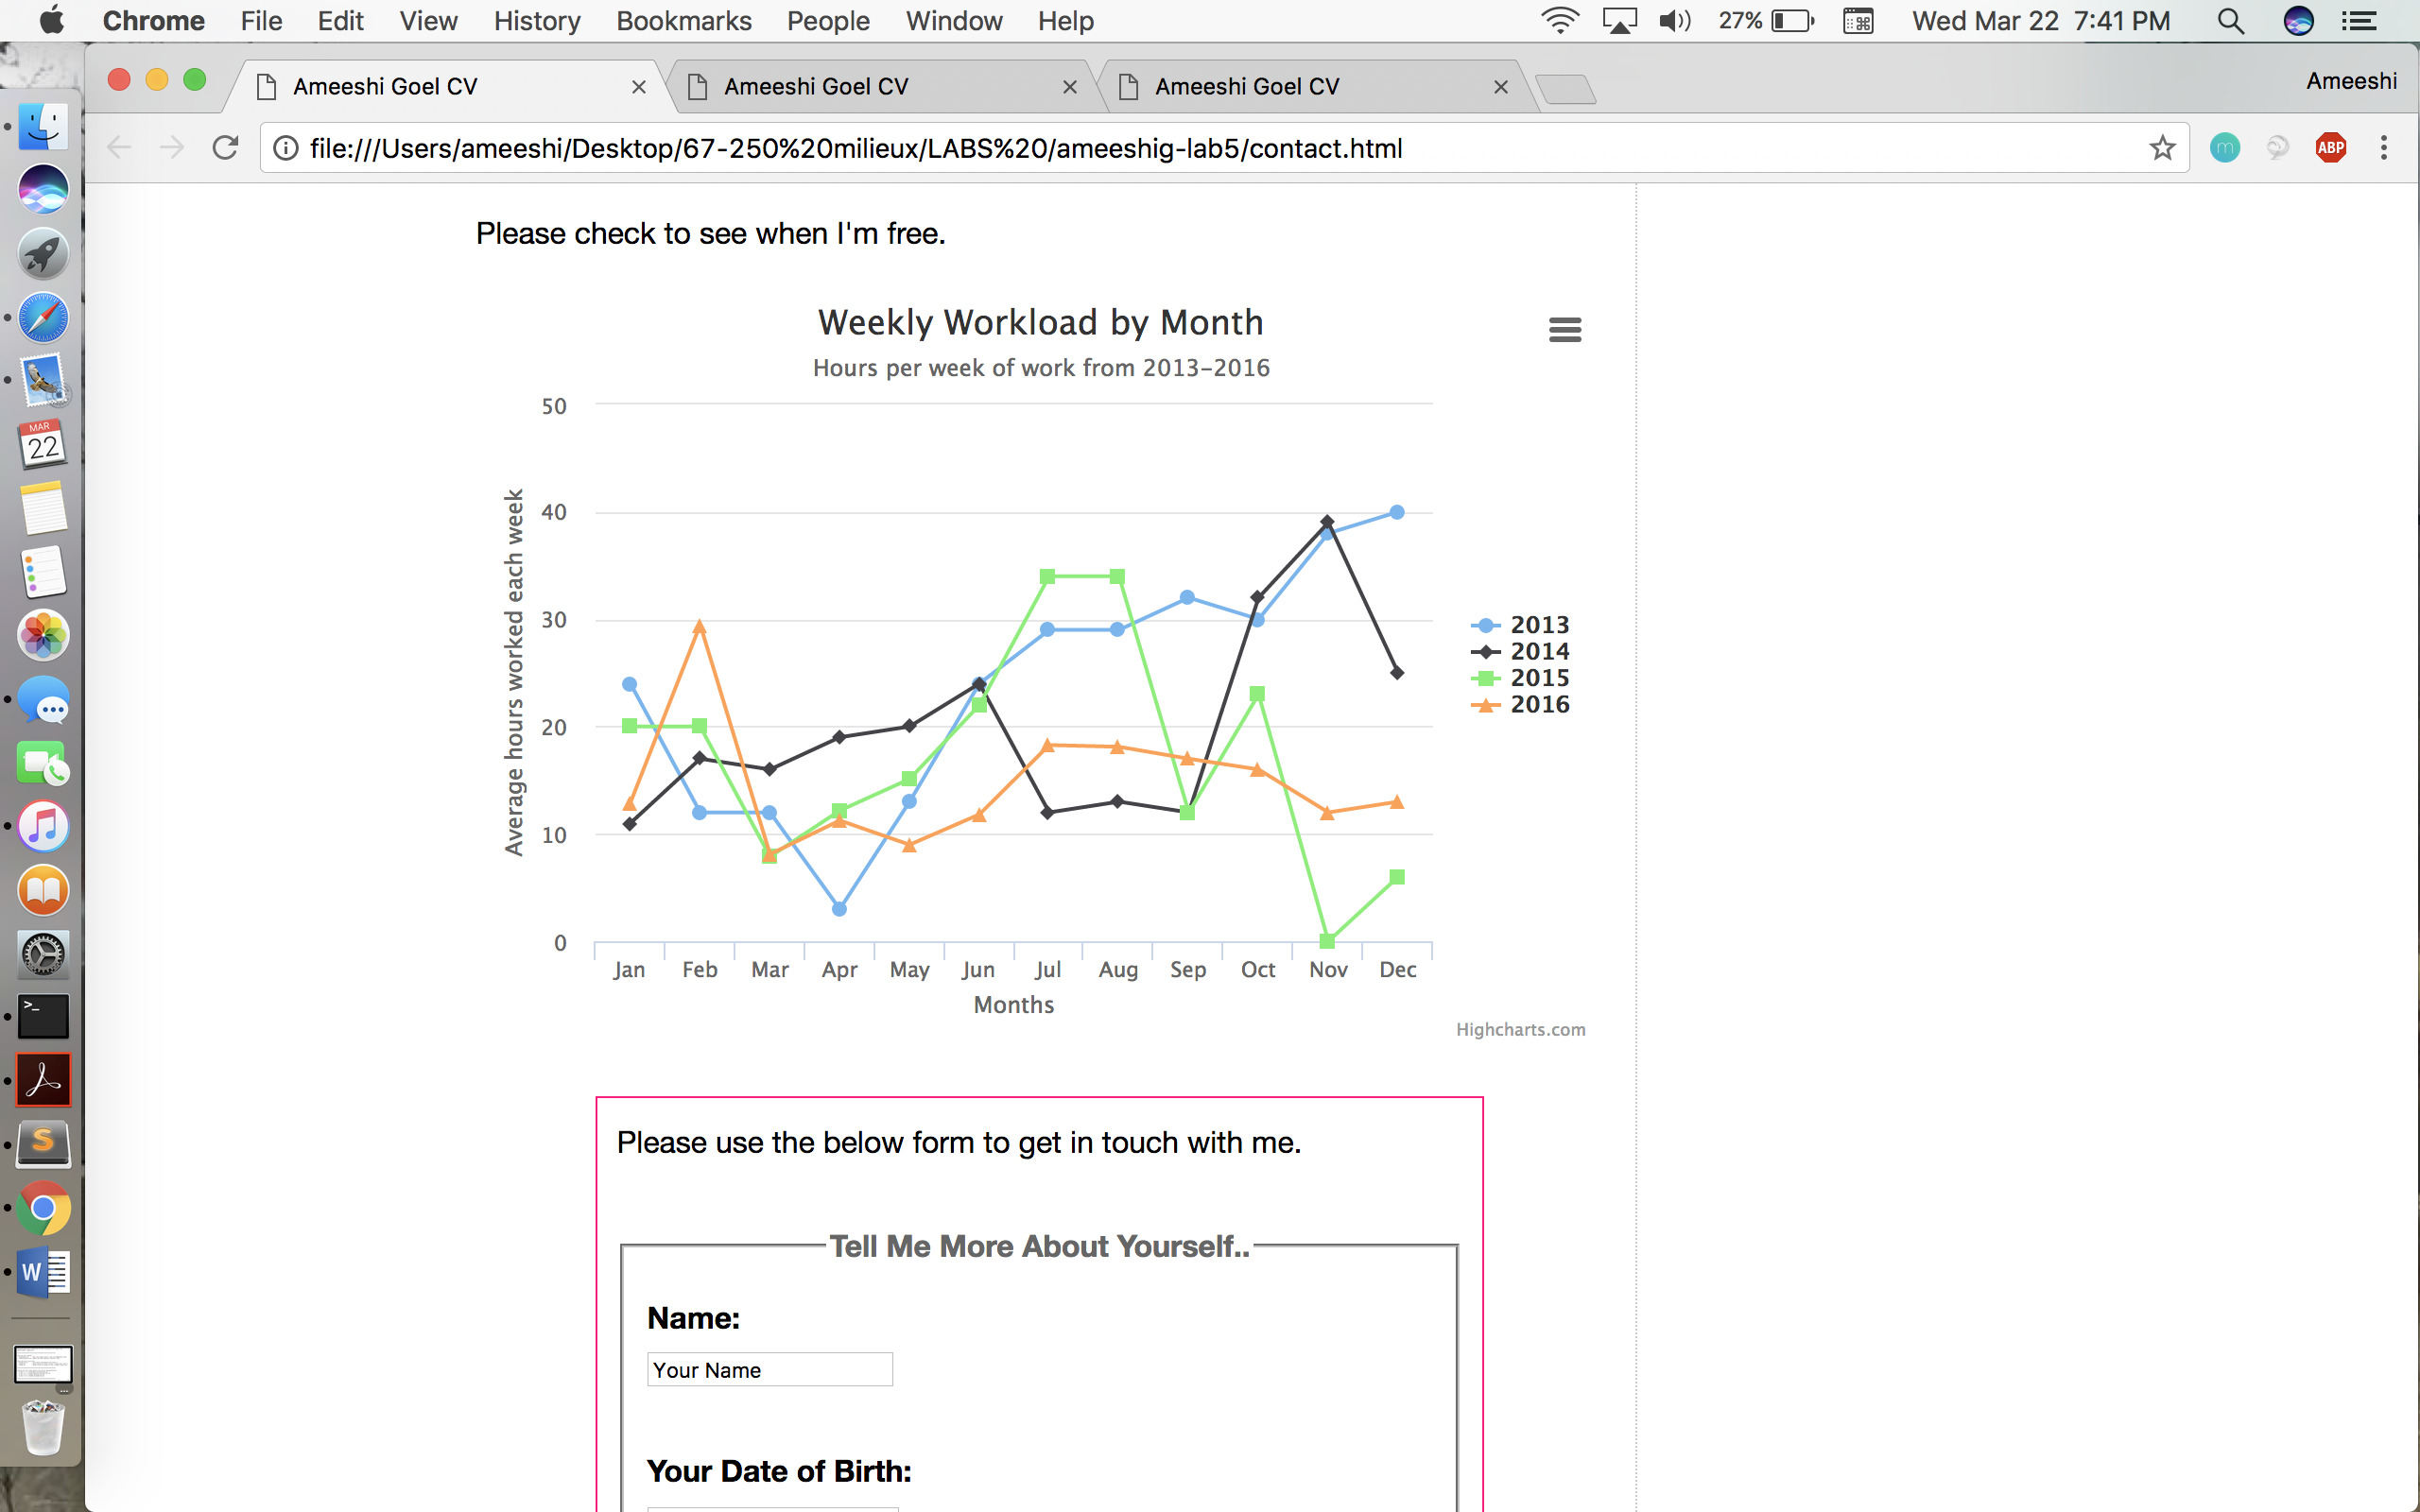 Chrome File Edit View History Bookmarks People Window Help 27% Wed Mar 22 7:41 PM
Ameeshi Goel CV
Ameeshi Goel CV
Ameeshi Goel CV
Ameeshi
file:///Users/ameeshi/Desktop/67-250%20milieux/LABS%20/ameeshig-lab5/contact.html
m
ABP
MAR
22
>_
S
W
Please check to see when I'm free.
Weekly Workload by Month
Hours per week of work from 2013-2016
Average hours worked each week
50
40
30
20
10
0
2013
2014
2015
2016
Jan Feb Mar Apr May Jun Jul Aug Sep Oct Nov Dec
Months
Highcharts.com
Please use the below form to get in touch with me.
Tell Me More About Yourself..
Name:
Your Name
Your Date of Birth: